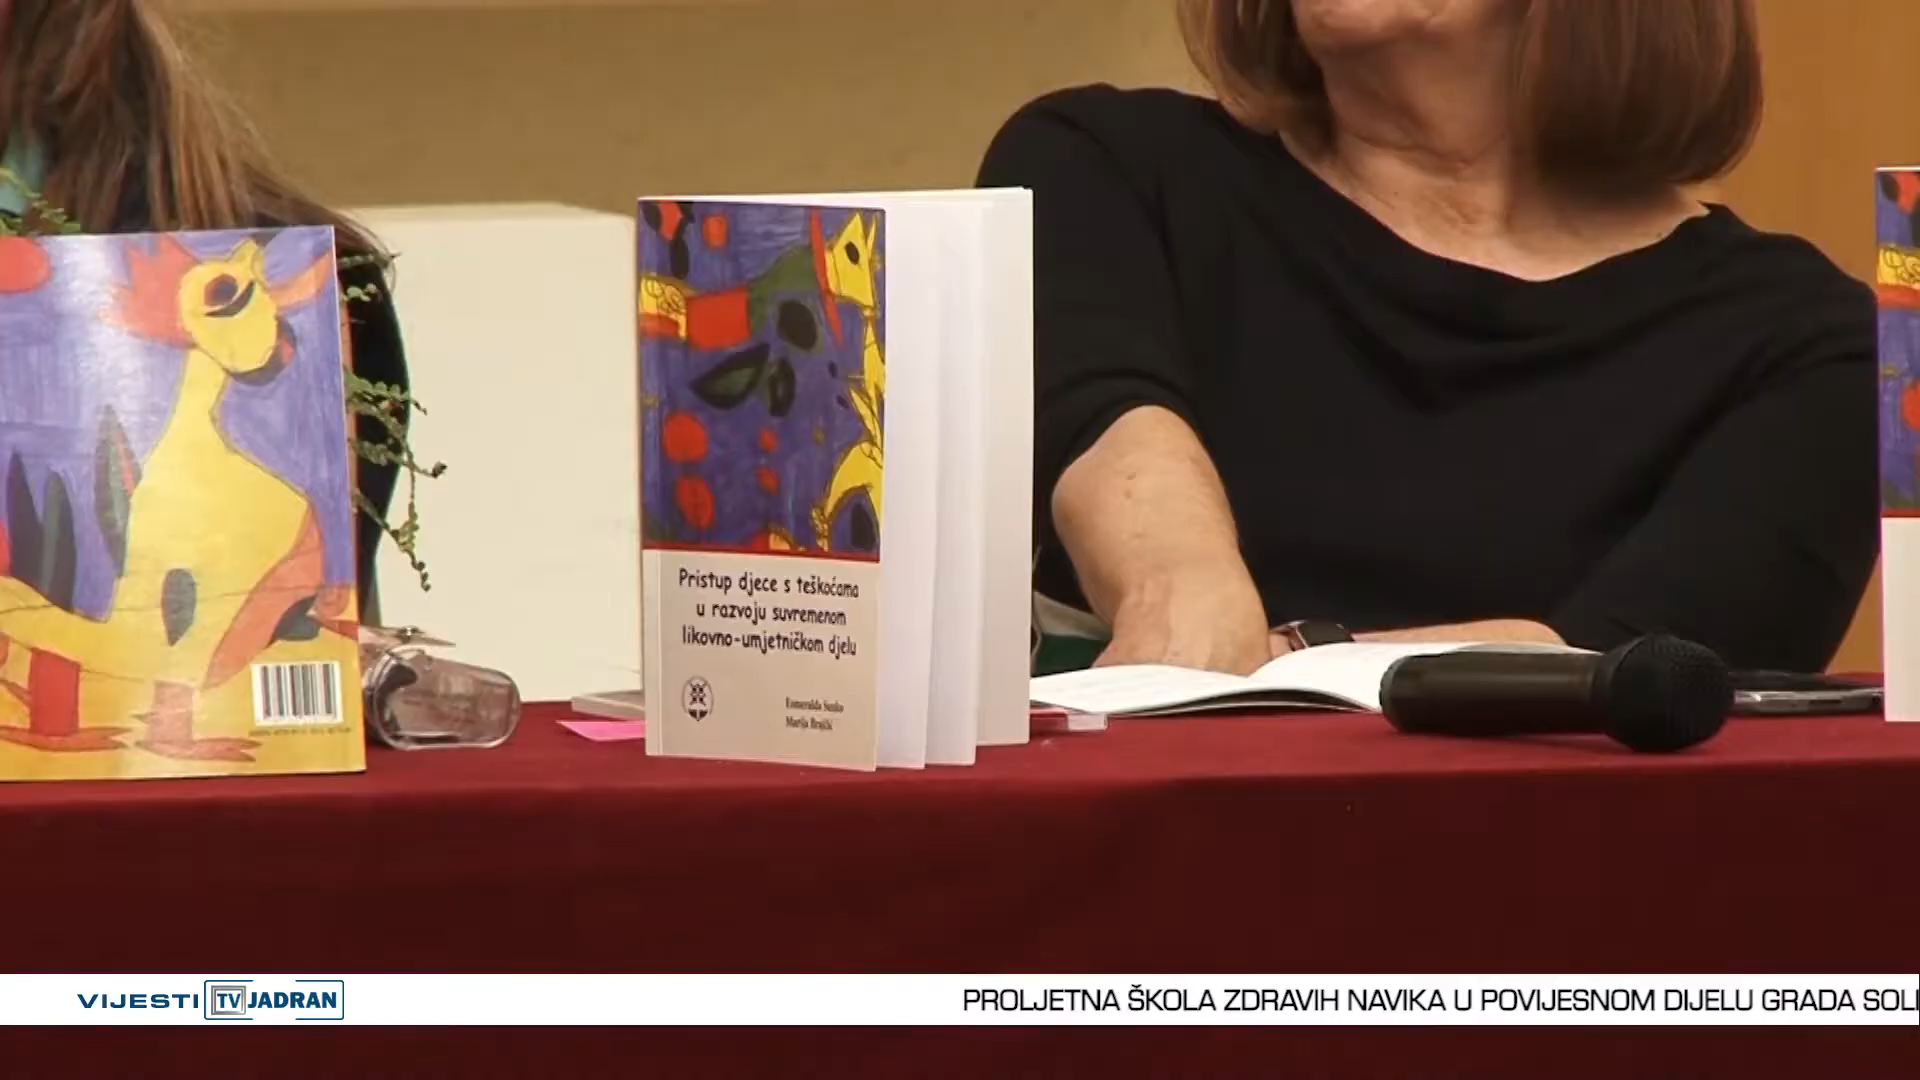 Pristup djece s teškoćama
u razvoju suvremenom
likovno-umjetničkom djelu
Esmeralda Sunko
Marija Brajčić
VIJESTI TV JADRAN
PROLJETNA ŠKOLA ZDRAVIH NAVIKA U POVIJESNOM DIJELU GRADA SOLI